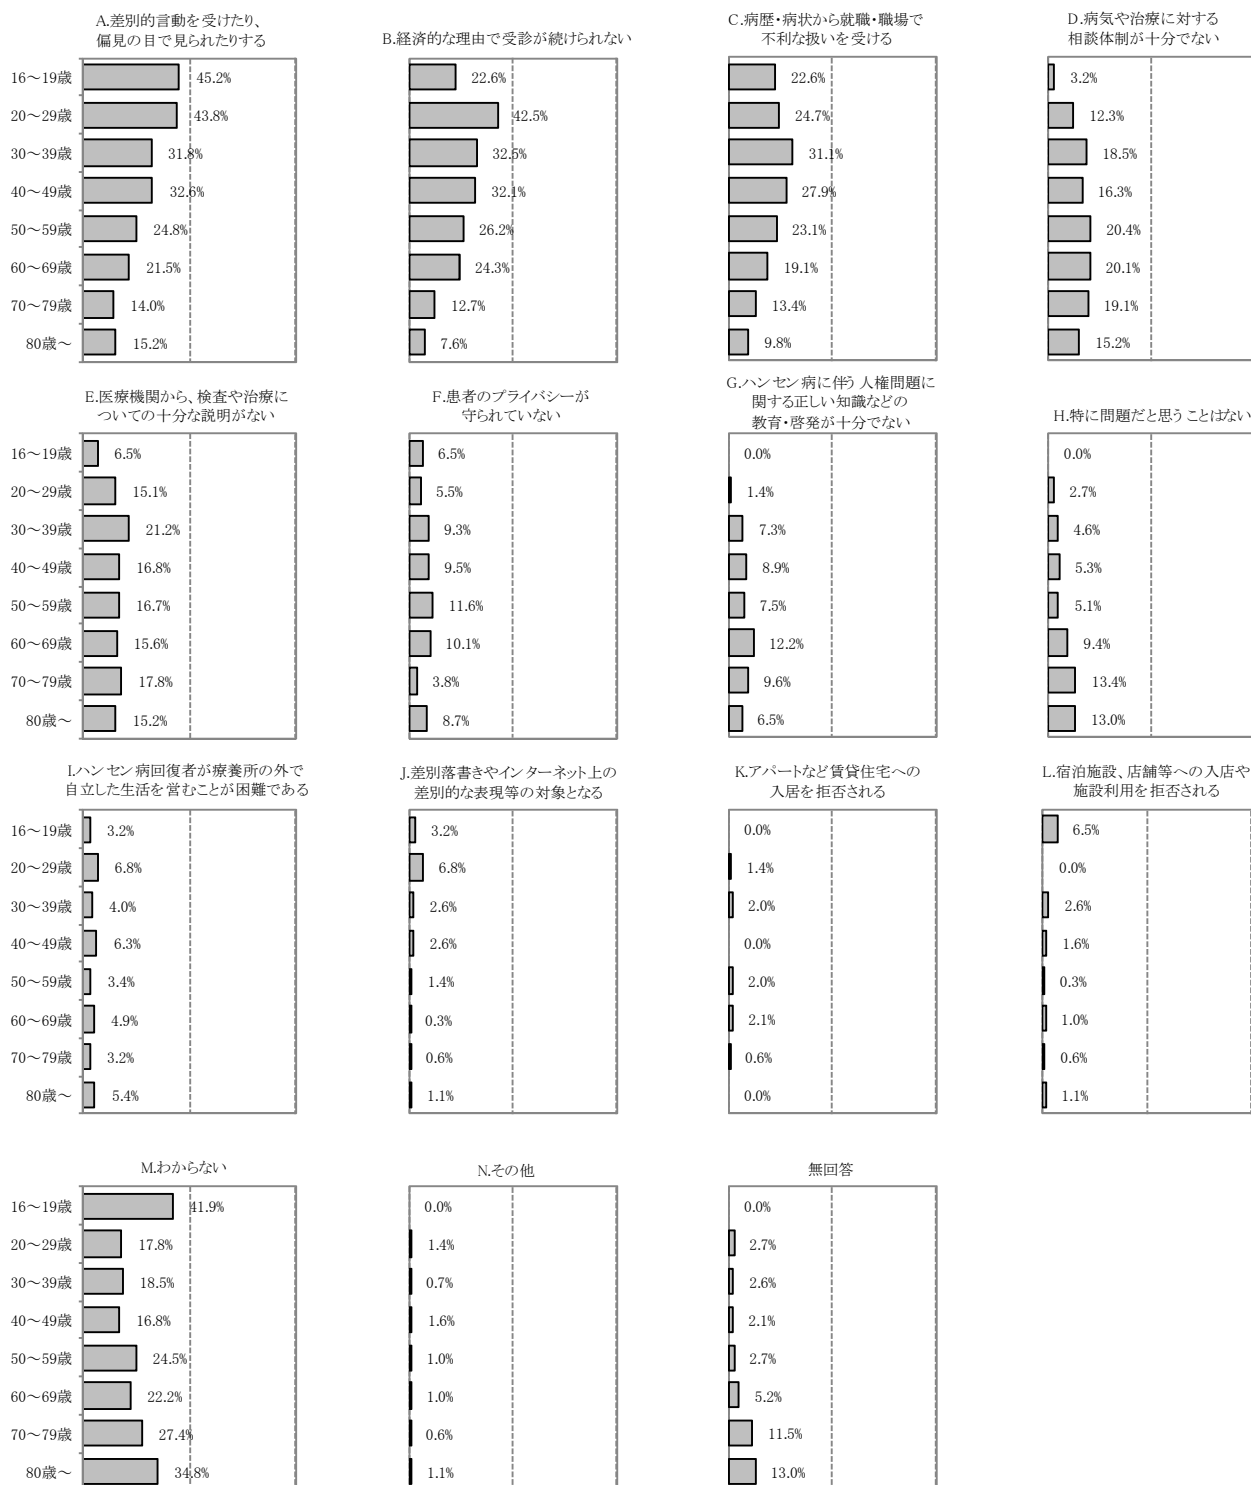 A.差別的言動を受けたり、
偏見の目で見られたりする
16～19歳 45.2%
20～29歳 43.8%
30～39歳 31.8%
40～49歳 32.6%
50～59歳 24.8%
60～69歳 21.5%
70～79歳 14.0%
80歳～ 15.2%
B.経済的な理由で受診が続けられない
22.6%
42.5%
32.5%
32.1%
26.2%
24.3%
12.7%
7.6%
C.病歴・病状から就職・職場で
不利な扱いを受ける
22.6%
24.7%
31.1%
27.9%
23.1%
19.1%
13.4%
9.8%
D.病気や治療に対する
相談体制が十分でない
3.2%
12.3%
18.5%
16.3%
20.4%
20.1%
19.1%
15.2%
E.医療機関から、検査や治療に
ついての十分な説明がない
16～19歳 6.5%
20～29歳 15.1%
30～39歳 21.2%
40～49歳 16.8%
50～59歳 16.7%
60～69歳 15.6%
70～79歳 17.8%
80歳～ 15.2%
F.患者のプライバシーが
守られていない
6.5%
5.5%
9.3%
9.5%
11.6%
10.1%
3.8%
8.7%
G.ハンセン病に伴う人権問題に
関する正しい知識などの
教育・啓発が十分でない
0.0%
1.4%
7.3%
8.9%
7.5%
12.2%
9.6%
6.5%
H.特に問題だと思うことはない
0.0%
2.7%
4.6%
5.3%
5.1%
9.4%
13.4%
13.0%
I.ハンセン病回復者が療養所の外で
自立した生活を営むことが困難である
16～19歳 3.2%
20～29歳 6.8%
30～39歳 4.0%
40～49歳 6.3%
50～59歳 3.4%
60～69歳 4.9%
70～79歳 3.2%
80歳～ 5.4%
J.差別落書きやインターネット上の
差別的な表現等の対象となる
3.2%
6.8%
2.6%
2.6%
1.4%
0.3%
0.6%
1.1%
K.アパートなど賃貸住宅への
入居を拒否される
0.0%
1.4%
2.0%
0.0%
2.0%
2.1%
0.6%
0.0%
L.宿泊施設、店舗等への入店や
施設利用を拒否される
6.5%
0.0%
2.6%
1.6%
0.3%
1.0%
0.6%
1.1%
M.わからない
16～19歳 41.9%
20～29歳 17.8%
30～39歳 18.5%
40～49歳 16.8%
50～59歳 24.5%
60～69歳 22.2%
70～79歳 27.4%
80歳～ 34.8%
N.その他
0.0%
1.4%
0.7%
1.6%
1.0%
1.0%
0.6%
1.1%
無回答
0.0%
2.7%
2.6%
2.1%
2.7%
5.2%
11.5%
13.0%